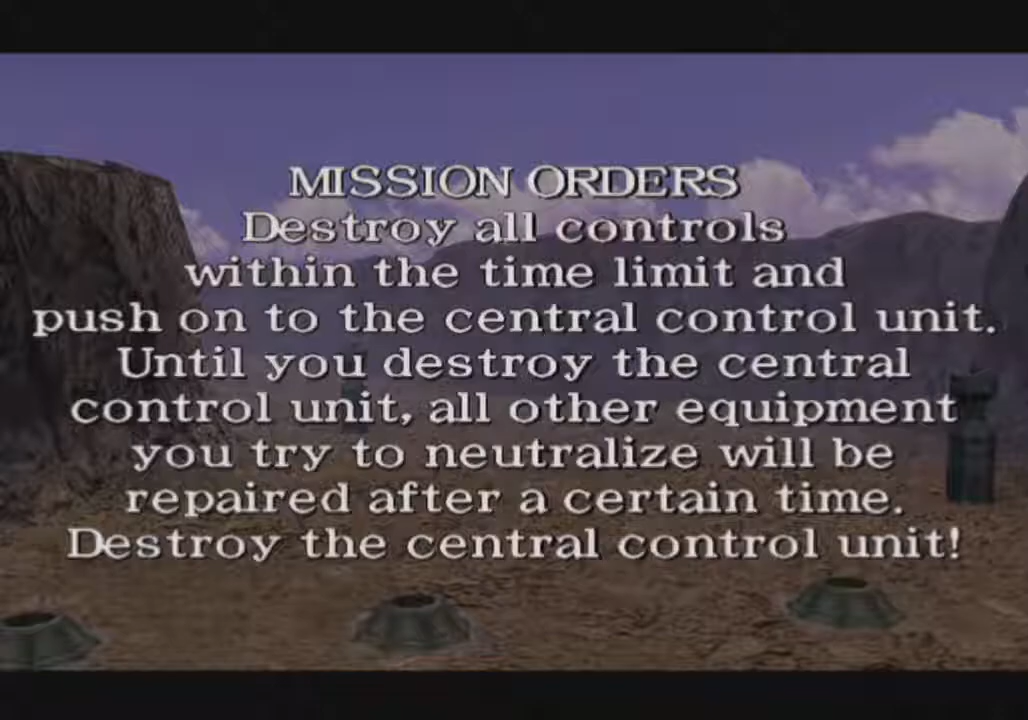 MISSION ORDERS
Destroy all controls
within the time limit and
push on to the central control unit.
Until you destroy the central
control unit, all other equipment
you try to neutralize will be
repaired after a certain time.
Destroy the central control unit!